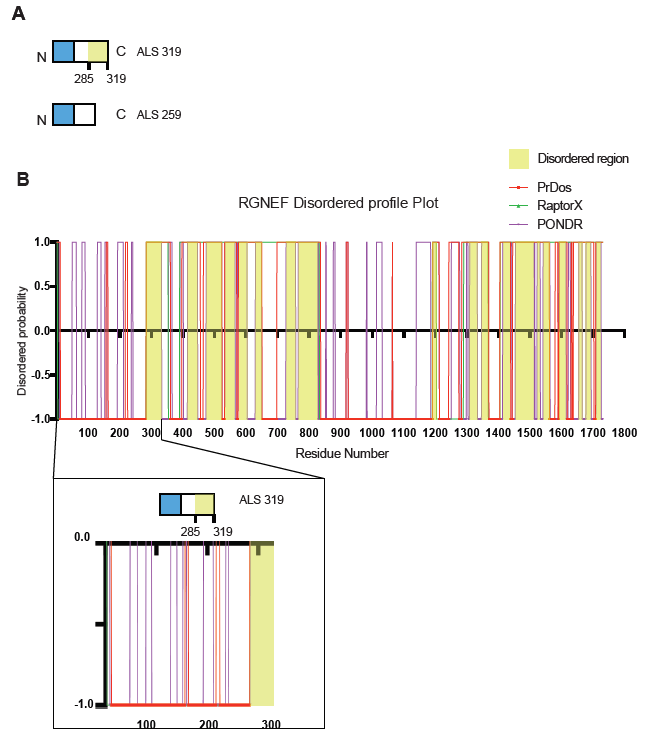 A
N C ALS 319
285 319
N C ALS 259
B
Disordered region
PrDos
RaptorX
PONDR
RGNEF Disordered profile Plot
Disordered probability
1.0
0.5
0.0
-0.5
-1.0
100 200 300 400 500 600 700 800 900 1000 1100 1200 1300 1400 1500 1600 1700 1800
Residue Number
ALS 319
285 319
0.0
-1.0
100 200 300